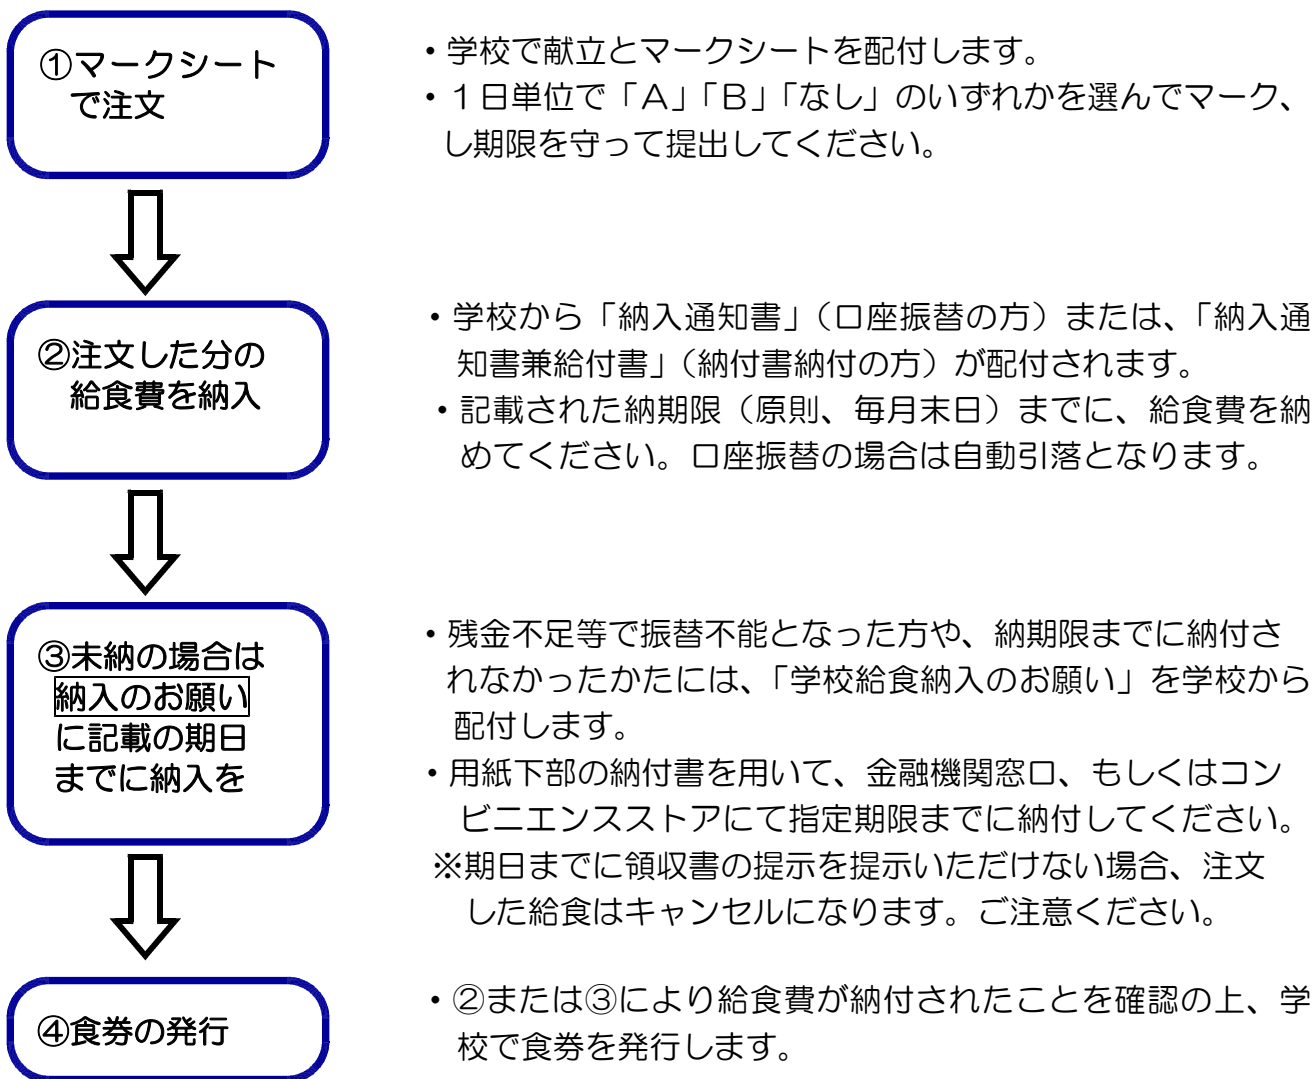 ①マークシート
で注文
・学校で献立とマークシートを配付します。
・１日単位で「Ａ」「Ｂ」「なし」のいずれかを選んでマーク、
し期限を守って提出してください。
②注文した分の
給食費を納入
・学校から「納入通知書」（口座振替の方）または、「納入通
知書兼給付書」（納付書納付の方）が配付されます。
・記載された納期限（原則、毎月末日）までに、給食費を納
めてください。口座振替の場合は自動引落となります。
③未納の場合は
納入のお願い
に記載の期日
までに納入を
・残金不足等で振替不能となった方や、納期限までに納付さ
れなかったかたには、「学校給食納入のお願い」を学校から
配付します。
・用紙下部の納付書を用いて、金融機関窓口、もしくはコン
ビニエンスストアにて指定期限までに納付してください。
※期日までに領収書の提示を提示いただけない場合、注文
した給食はキャンセルになります。ご注意ください。
④食券の発行
・②または③により給食費が納付されたことを確認の上、学
校で食券を発行します。